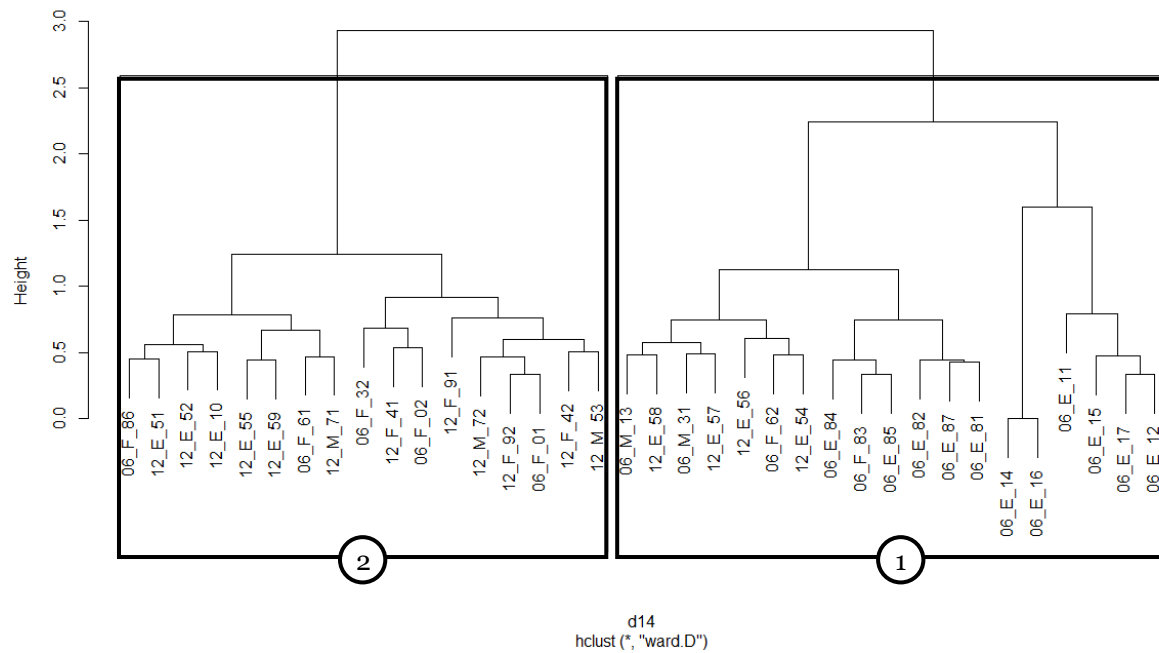 3.0
2.5
2.0
1.5
1.0
0.5
0.0
Height
06_F_86
12_E_51
12_E_52
12_E_10
12_E_55
12_E_59
06_F_61
12_M_71
06_F_32
12_F_41
06_F_02
12_F_91
12_M_72
12_F_92
06_F_01
12_F_42
12_M_53
06_M_13
12_E_58
06_M_31
12_E_57
12_E_56
06_F_62
12_E_54
06_E_84
06_F_83
06_E_85
06_E_82
06_E_87
06_E_81
06_E_14
06_E_16
06_E_11
06_E_15
06_E_17
06_E_12
2
1
d14
hclust (*, "ward.D")